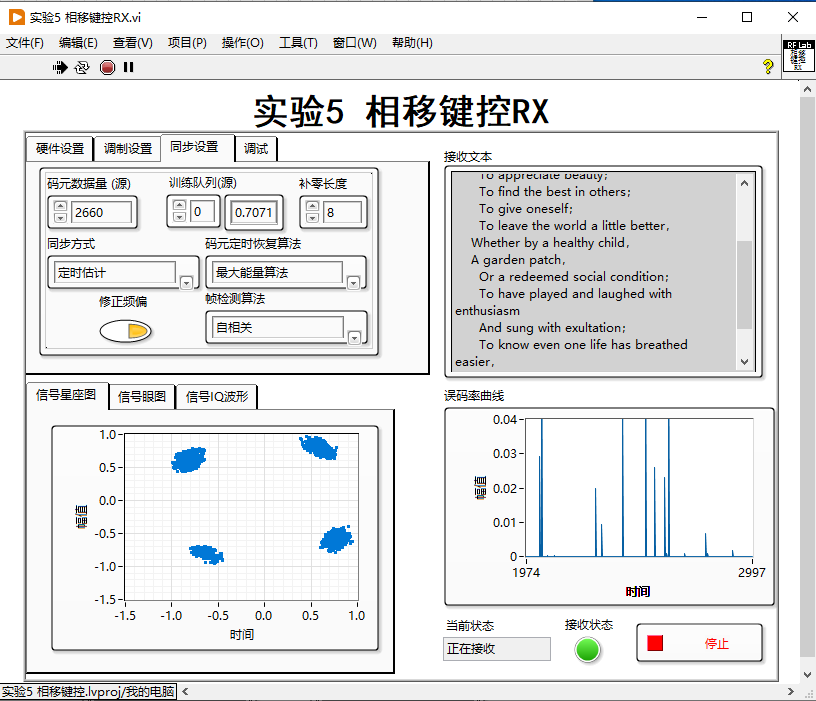 实验5 相移键控RX.vi
文件(F) 编辑(E) 查看(V) 项目(P) 操作(O) 工具(T) 窗口(W) 帮助(H)
RF Lab
相移
键控
RX
实验5 相移键控RX
硬件设置 调制设置 同步设置 调试
码元数据量 (源) 训练队列(源) 补零长度
2660 0 0.7071 8
同步方式 码元定时恢复算法
定时估计 最大能量算法
修正频偏 帧检测算法
自相关
接收文本
To appreciate beauty;
To find the best in others;
To give oneself;
To leave the world a little better,
Whether by a healthy child,
A garden patch,
Or a redeemed social condition;
To have played and laughed with
enthusiasm
And sung with exultation;
To know even one life has breathed
easier,
信号星座图 信号眼图 信号IQ波形
幅值
1.0
0.5
0.0
-0.5
-1.0
-1.5
-1.5 -1.0 -0.5 0.0 0.5 1.0
时间
误码率曲线
幅值
0.04
0.03
0.02
0.01
0
1974 2997
时间
当前状态 接收状态
正在接收 停止
实验5 相移键控.lvproj/我的电脑